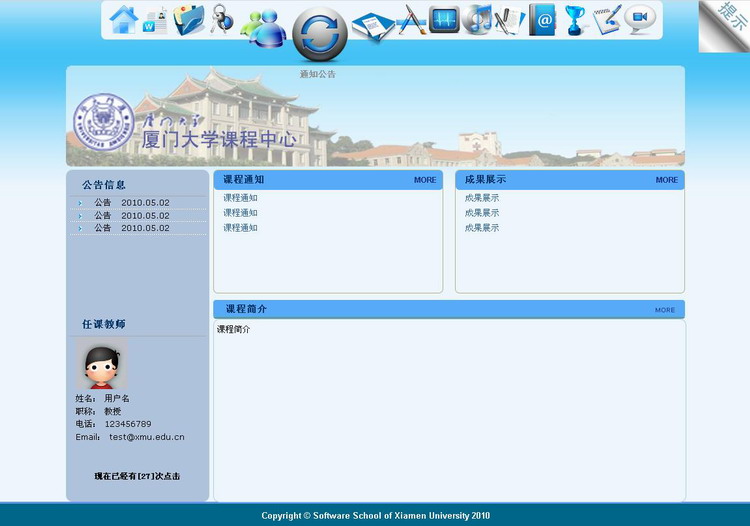 提示
通知公告
厦门大学
厦门大学课程中心
公告信息
公告 2010.05.02
公告 2010.05.02
公告 2010.05.02
课程通知 MORE
课程通知
课程通知
课程通知
成果展示 MORE
成果展示
成果展示
成果展示
任课教师
姓名： 用户名
职称： 教授
电话： 123456789
Email： test@xmu.edu.cn
现在已经有[27]次点击
课程简介 MORE
课程简介
Copyright © Software School of Xiamen University 2010